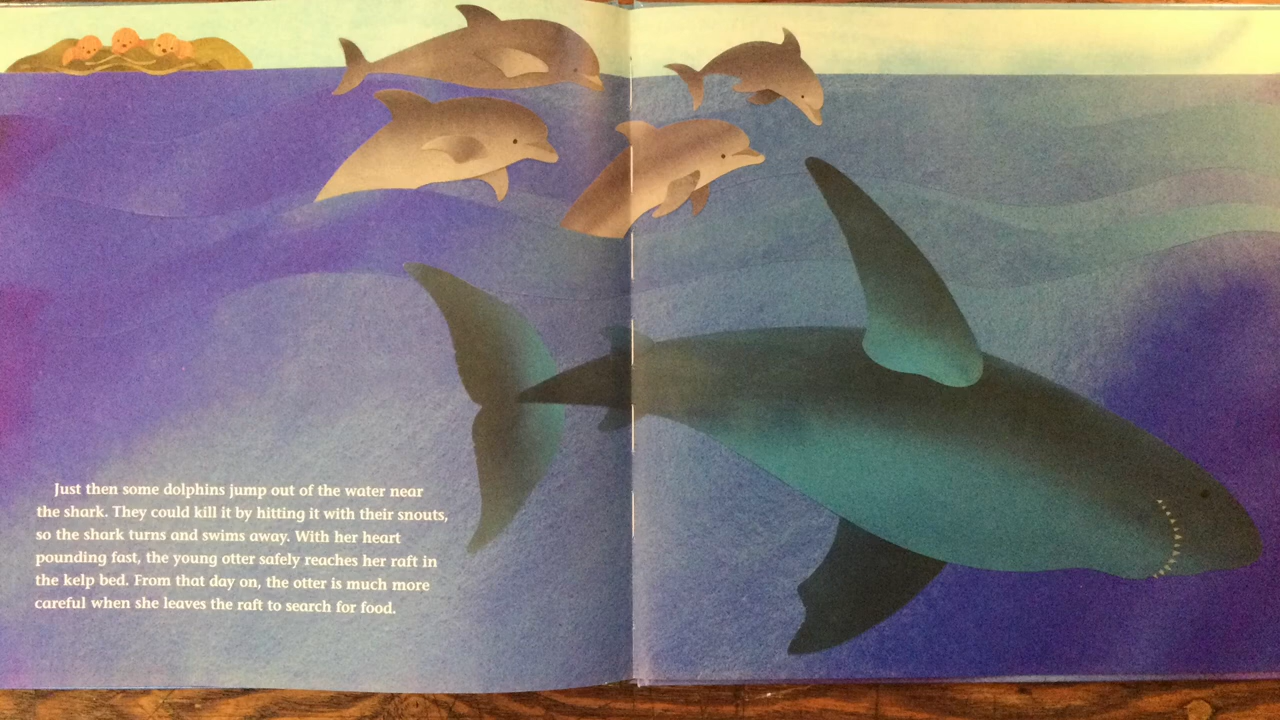 Just then some dolphins jump out of the water near
the shark. They could kill it by hitting it with their snouts,
so the shark turns and swims away. With her heart
pounding fast, the young otter safely reaches her raft in
the kelp bed. From that day on, the otter is much more
careful when she leaves the raft to search for food.